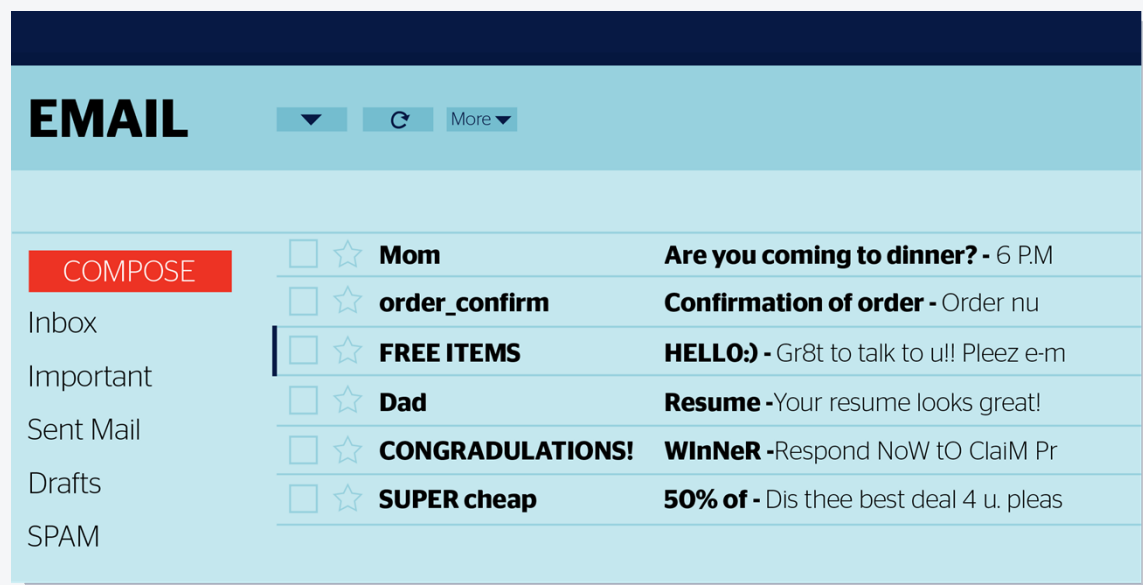 EMAIL
More
COMPOSE
Inbox
Important
Sent Mail
Drafts
SPAM
Mom Are you coming to dinner? - 6 P.M
order_confirm Confirmation of order - Order nu
FREE ITEMS HELLO:) - Gr8t to talk to u!! Pleez e-m
Dad Resume -Your resume looks great!
CONGRADULATIONS! WInNeR -Respond NoW tO ClaiM Pr
SUPER cheap 50% of - Dis thee best deal 4 u. pleas